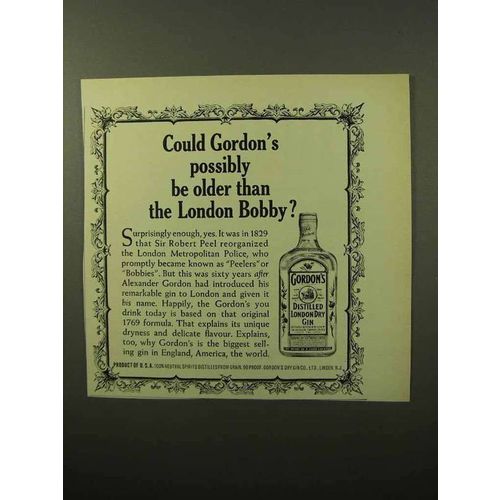 Could Gordon's
possibly
be older than
the London Bobby?
Surprisingly enough, yes. It was in 1829
that Sir Robert Peel reorganized
the London Metropolitan Police, who
promptly became known as "Peelers" or
"Bobbies". But this was sixty years after
Alexander Gordon had introduced his
remarkable gin to London and given it
his name. Happily, the Gordon's you
drink today is based on that original
1769 formula. That explains its unique
dryness and delicate flavour. Explains,
too, why Gordon's is the biggest sell-
ing gin in England, America, the world.
GORDON'S
DISTILLED
LONDON DRY
GIN
PRODUCT OF U.S.A. 100% NEUTRAL SPIRITS DISTILLED FROM GRAIN. 90 PROOF. GORDON'S DRY GIN CO., LTD., LINDEN, N.J.